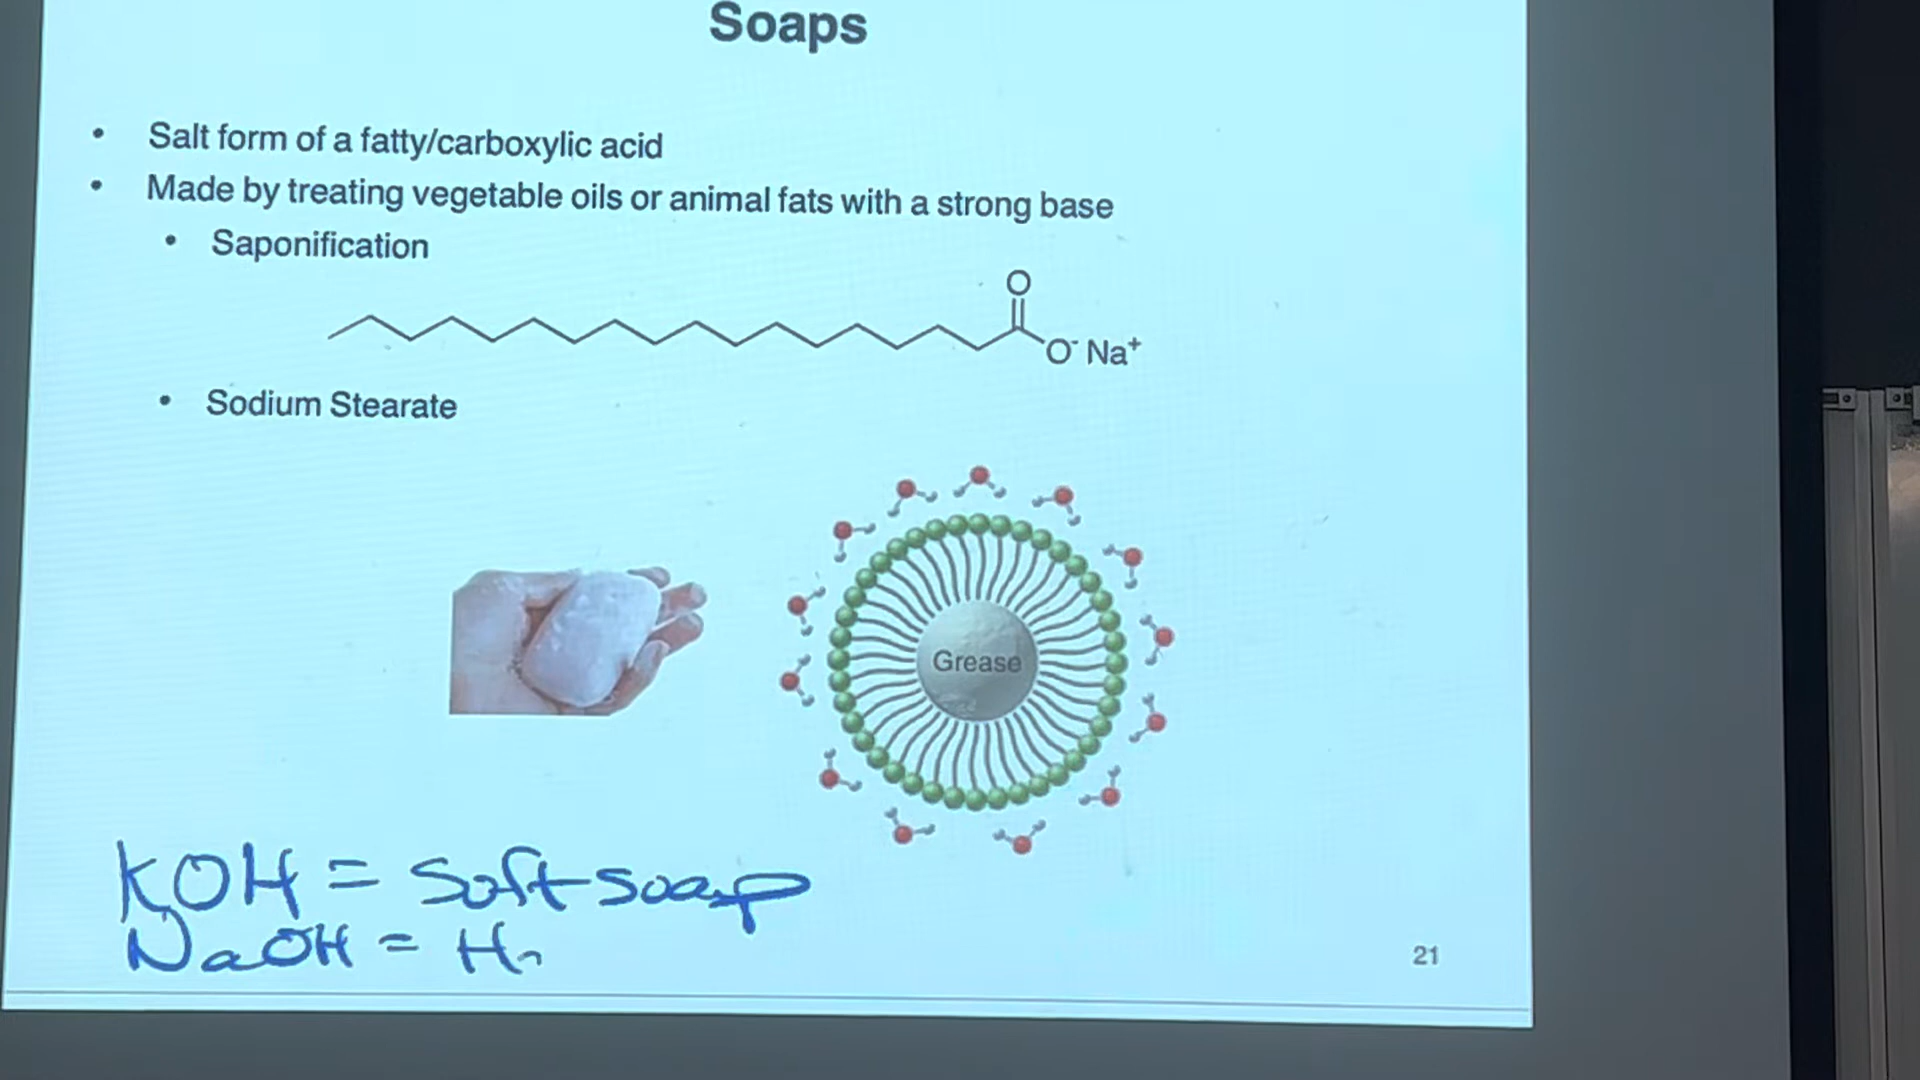 Soaps
• Salt form of a fatty/carboxylic acid
• Made by treating vegetable oils or animal fats with a strong base
• Saponification
O
O⁻ Na⁺
• Sodium Stearate
Grease
KOH = Soft soap
NaOH = H
21